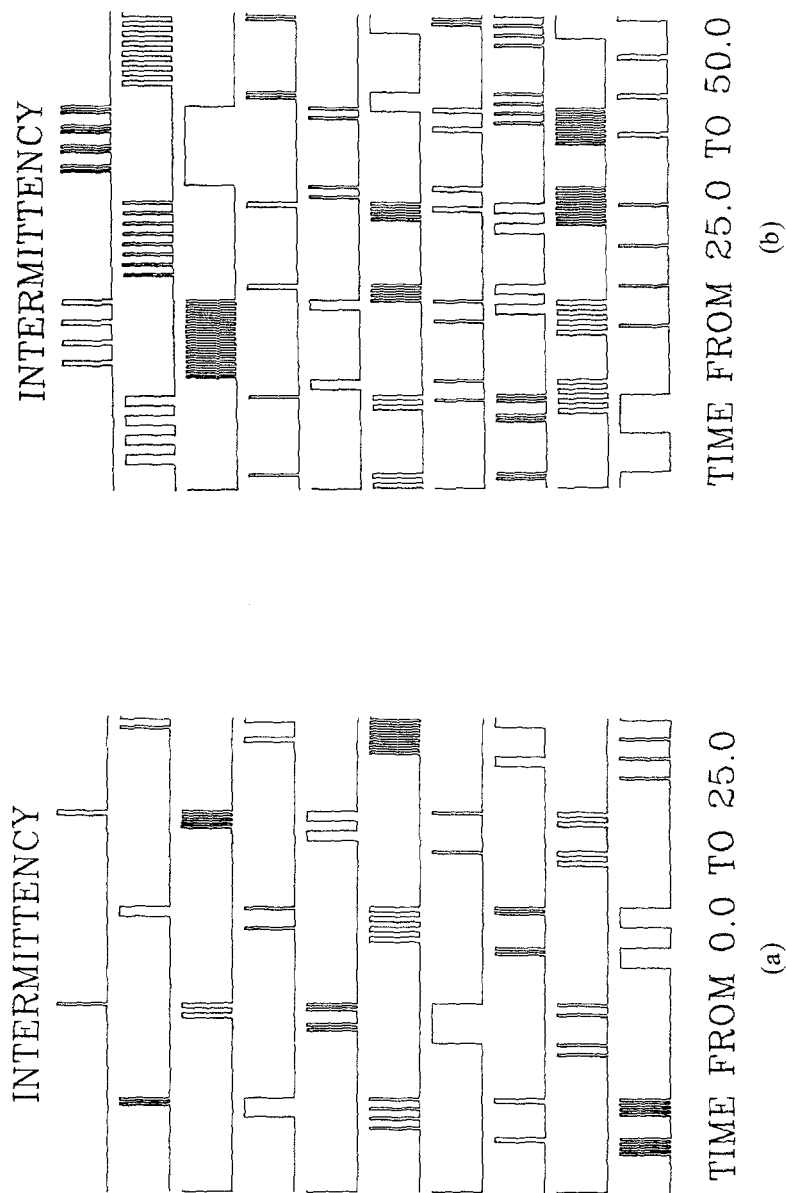 INTERMITTENCY
TIME FROM 0.0 TO 25.0
(a)
INTERMITTENCY
TIME FROM 25.0 TO 50.0
(b)